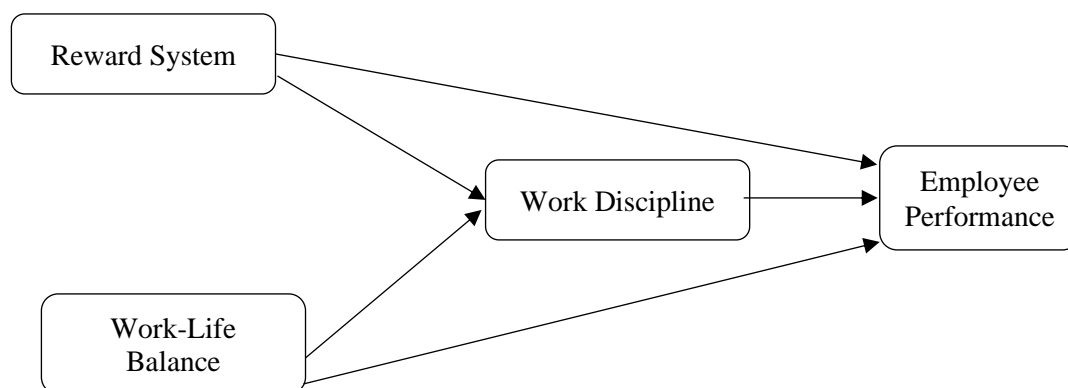 Reward System
Work Discipline
Employee
Performance
Work-Life
Balance